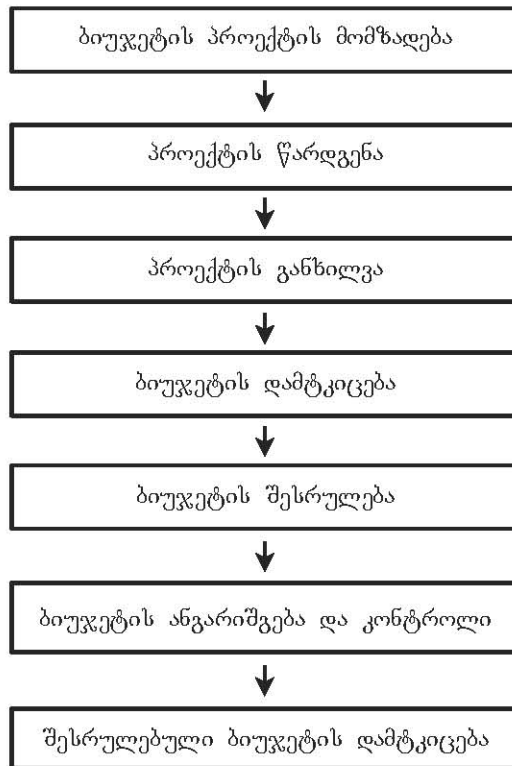 ბიუჯეტის პროექტის მომზადება
პროექტის წარდგენა
პროექტის განხილვა
ბიუჯეტის დამტკიცება
ბიუჯეტის შესრულება
ბიუჯეტის ანგარიშგება და კონტროლი
შესრულებული ბიუჯეტის დამტკიცება